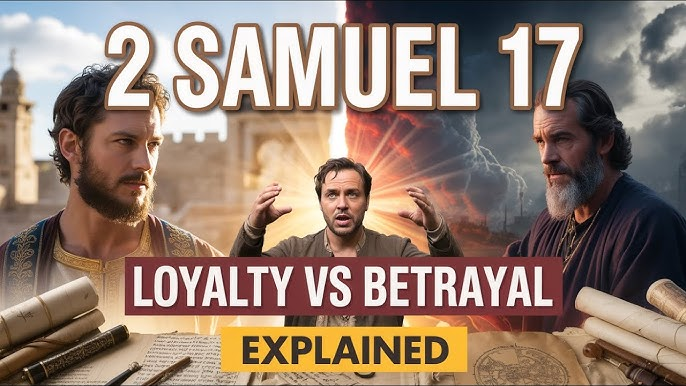 2 SAMUEL 17
LOYALTY VS BETRAYAL
EXPLAINED